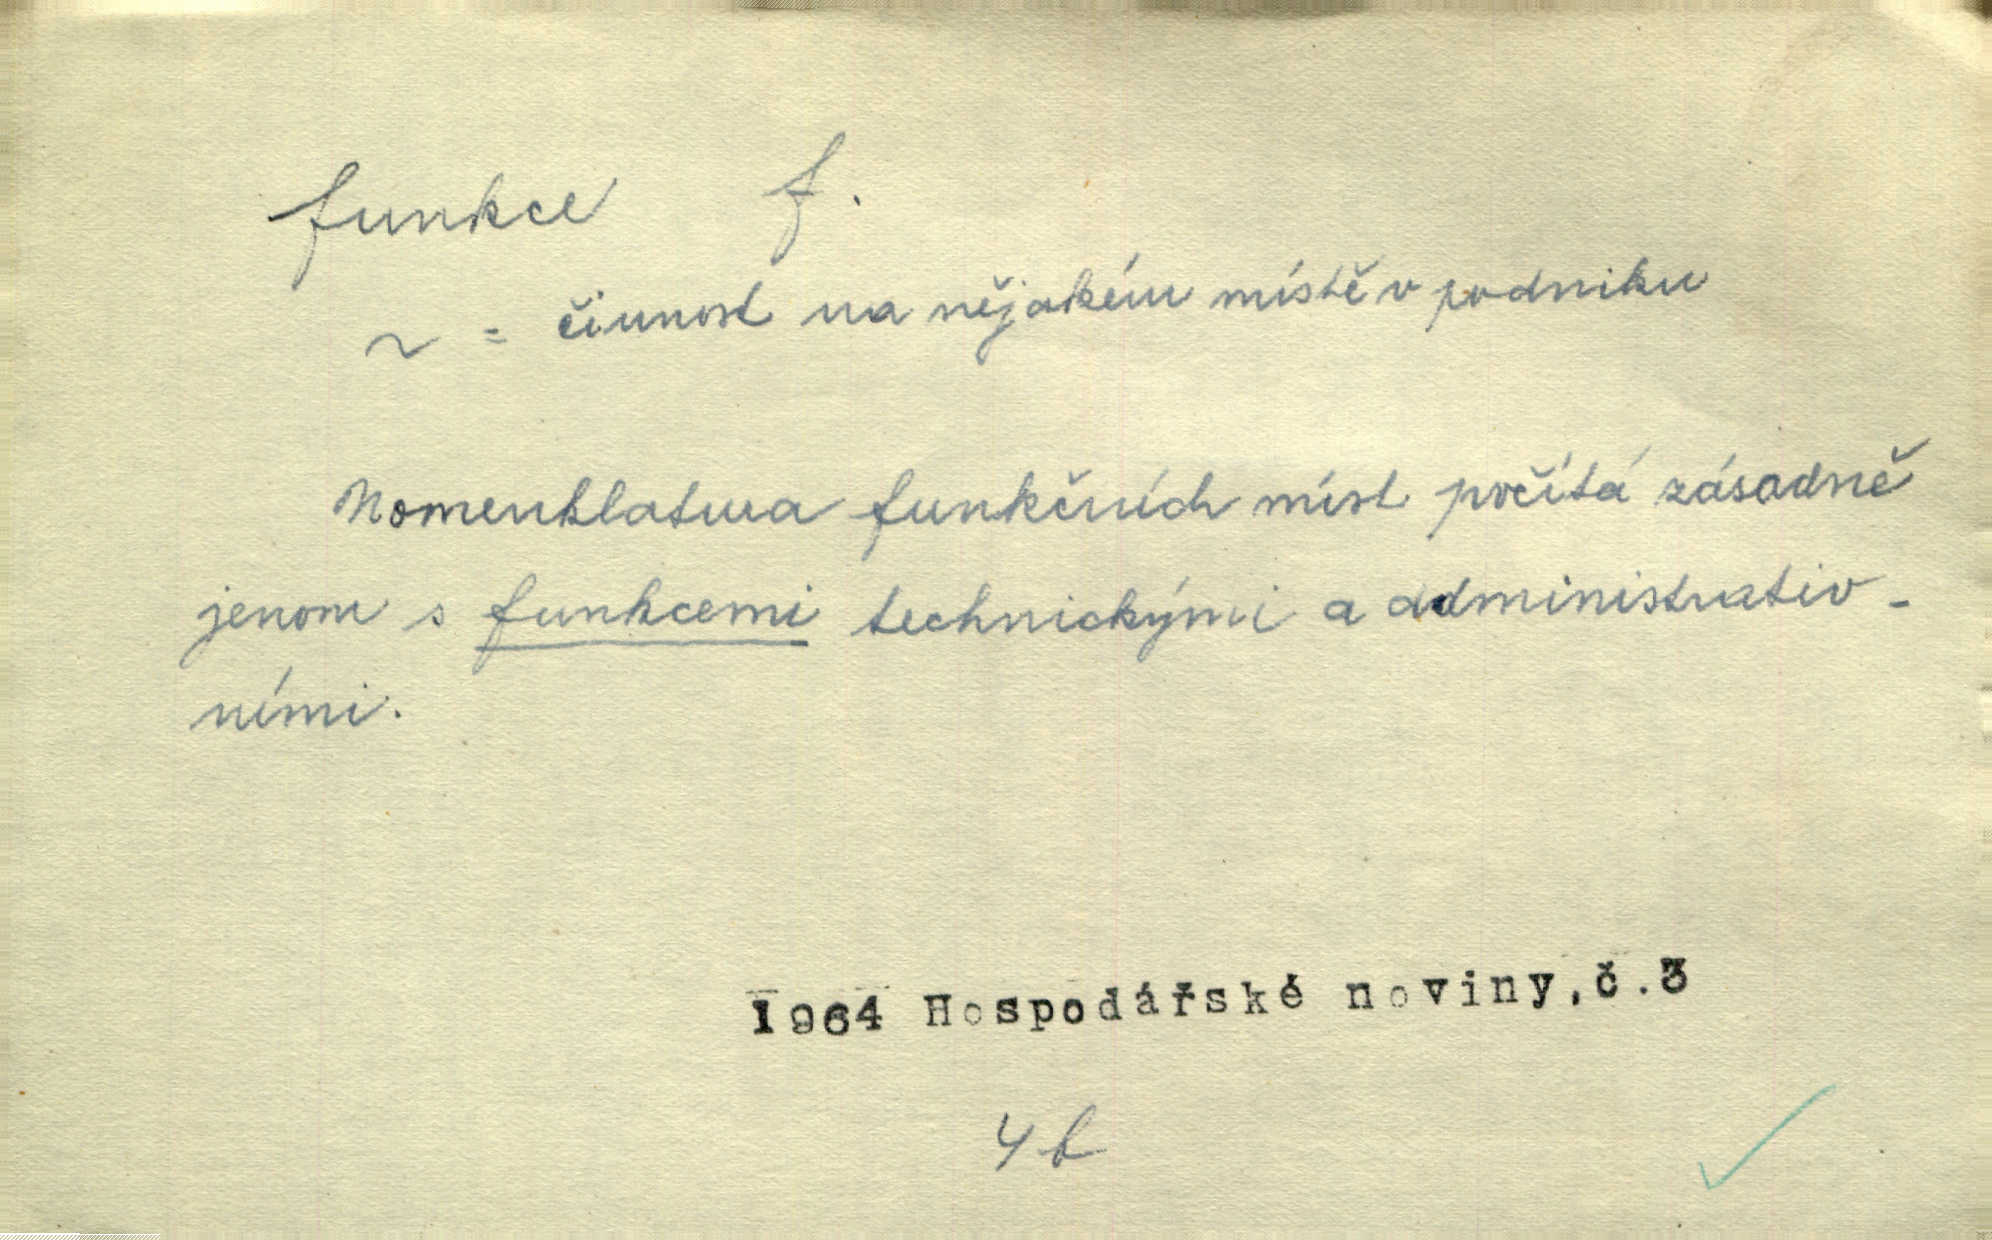 funkce f.
~ = činnost na nějakém místě v podniku
Nomenklatura funkčních míst počítá zásadně
jenom s funkcemi technickými a administrativ-
ními.
1964 Hospodářské noviny, č.3
4b